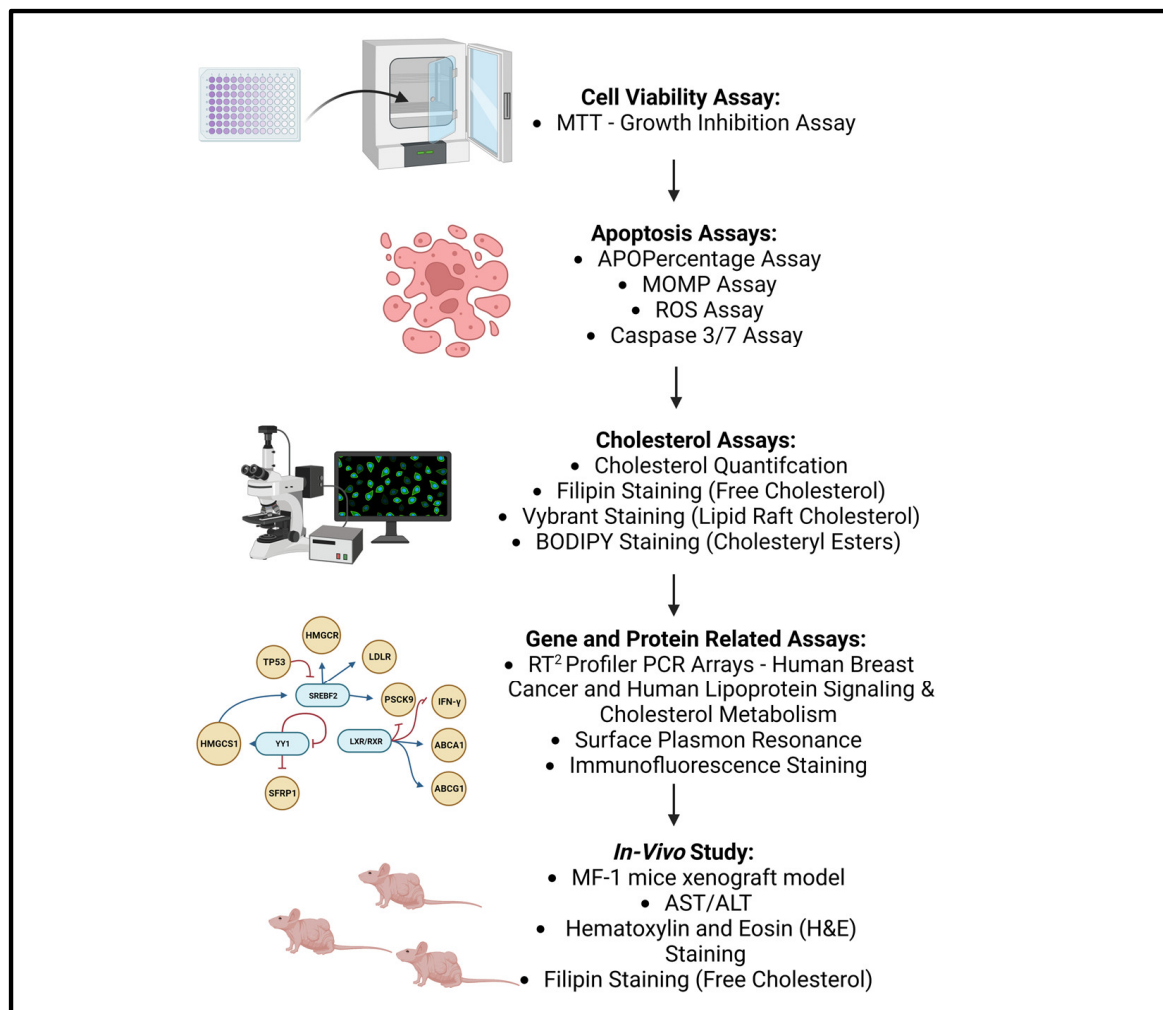 Cell Viability Assay:
• MTT - Growth Inhibition Assay
Apoptosis Assays:
• APOPercentage Assay
• MOMP Assay
• ROS Assay
• Caspase 3/7 Assay
Cholesterol Assays:
• Cholesterol Quantifcation
• Filipin Staining (Free Cholesterol)
• Vybrant Staining (Lipid Raft Cholesterol)
• BODIPY Staining (Cholesteryl Esters)
HMGCR
TP53
LDLR
SREBF2
PSCK9
IFN-γ
HMGCS1
YY1
LXR/RXR
ABCA1
SFRP1
ABCG1
Gene and Protein Related Assays:
• RT² Profiler PCR Arrays - Human Breast
Cancer and Human Lipoprotein Signaling &
Cholesterol Metabolism
• Surface Plasmon Resonance
• Immunofluorescence Staining
In-Vivo Study:
• MF-1 mice xenograft model
• AST/ALT
• Hematoxylin and Eosin (H&E)
Staining
• Filipin Staining (Free Cholesterol)